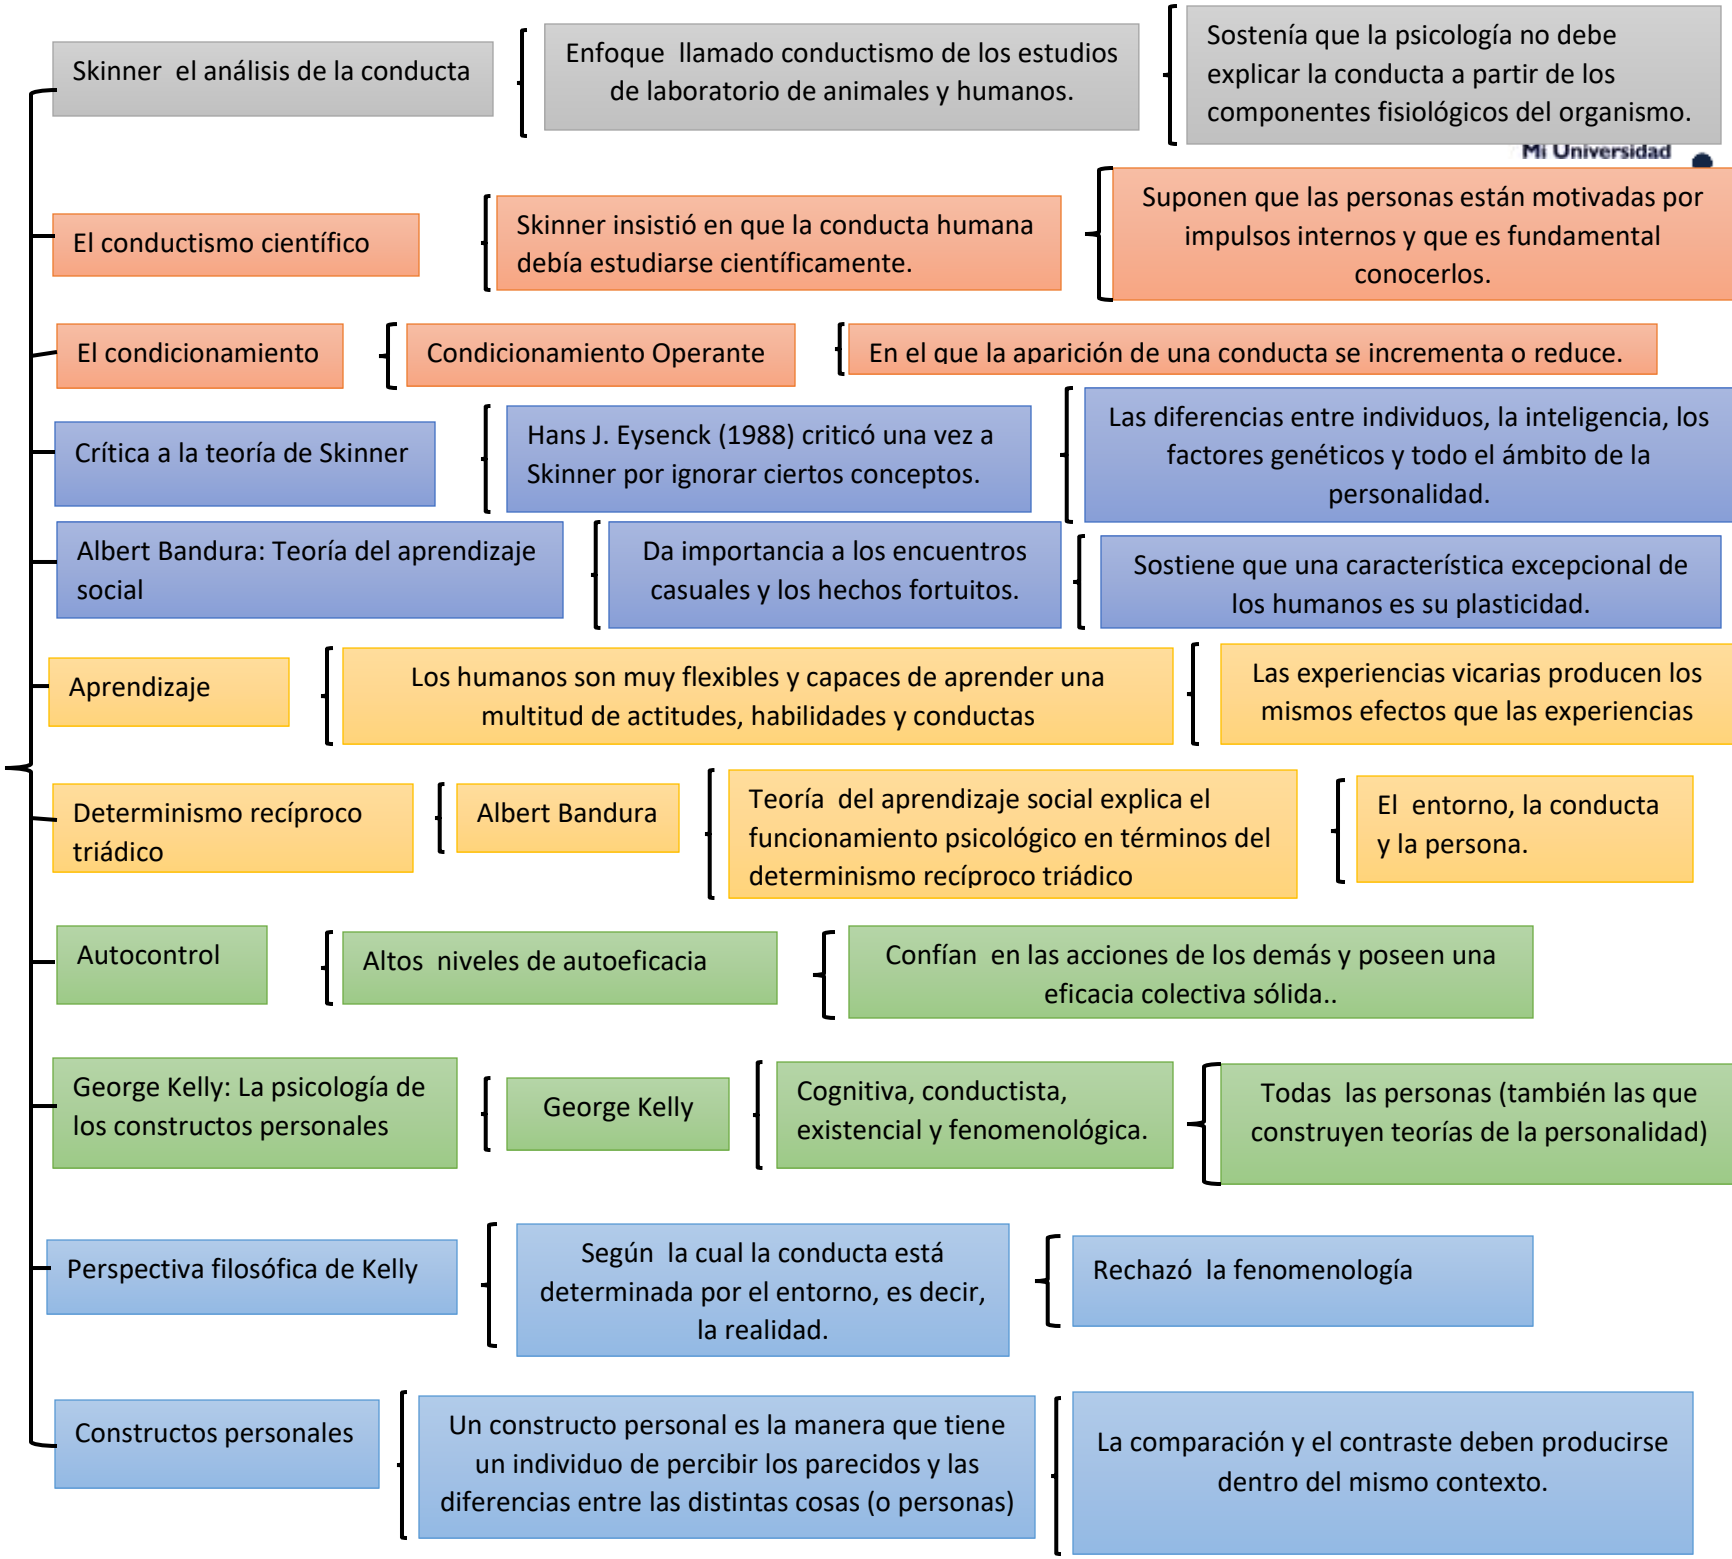 Skinner el análisis de la conducta
Enfoque llamado conductismo de los estudios
de laboratorio de animales y humanos.
Sostenía que la psicología no debe
explicar la conducta a partir de los
componentes fisiológicos del organismo.
Mi Universidad
El conductismo científico
Skinner insistió en que la conducta humana
debía estudiarse científicamente.
Suponen que las personas están motivadas por
impulsos internos y que es fundamental
conocerlos.
El condicionamiento
Condicionamiento Operante
En el que la aparición de una conducta se incrementa o reduce.
Crítica a la teoría de Skinner
Hans J. Eysenck (1988) criticó una vez a
Skinner por ignorar ciertos conceptos.
Las diferencias entre individuos, la inteligencia, los
factores genéticos y todo el ámbito de la
personalidad.
Albert Bandura: Teoría del aprendizaje
social
Da importancia a los encuentros
casuales y los hechos fortuitos.
Sostiene que una característica excepcional de
los humanos es su plasticidad.
Aprendizaje
Los humanos son muy flexibles y capaces de aprender una
multitud de actitudes, habilidades y conductas
Las experiencias vicarias producen los
mismos efectos que las experiencias
Determinismo recíproco
triádico
Albert Bandura
Teoría del aprendizaje social explica el
funcionamiento psicológico en términos del
determinismo recíproco triádico
El entorno, la conducta
y la persona.
Autocontrol
Altos niveles de autoeficacia
Confían en las acciones de los demás y poseen una
eficacia colectiva sólida..
George Kelly: La psicología de
los constructos personales
George Kelly
Cognitiva, conductista,
existencial y fenomenológica.
Todas las personas (también las que
construyen teorías de la personalidad)
Perspectiva filosófica de Kelly
Según la cual la conducta está
determinada por el entorno, es decir,
la realidad.
Rechazó la fenomenología
Constructos personales
Un constructo personal es la manera que tiene
un individuo de percibir los parecidos y las
diferencias entre las distintas cosas (o personas)
La comparación y el contraste deben producirse
dentro del mismo contexto.